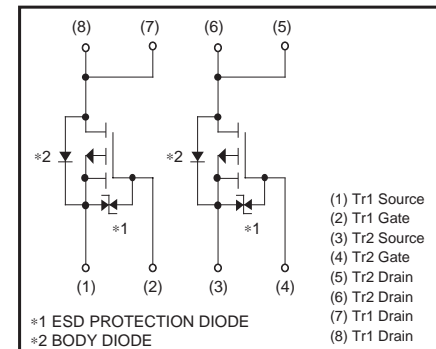 (8) (7) (6) (5)
∗2 ∗2
∗1 ∗1
(1) (2) (3) (4)
(1) Tr1 Source
(2) Tr1 Gate
(3) Tr2 Source
(4) Tr2 Gate
(5) Tr2 Drain
(6) Tr2 Drain
(7) Tr1 Drain
(8) Tr1 Drain
∗1 ESD PROTECTION DIODE
∗2 BODY DIODE